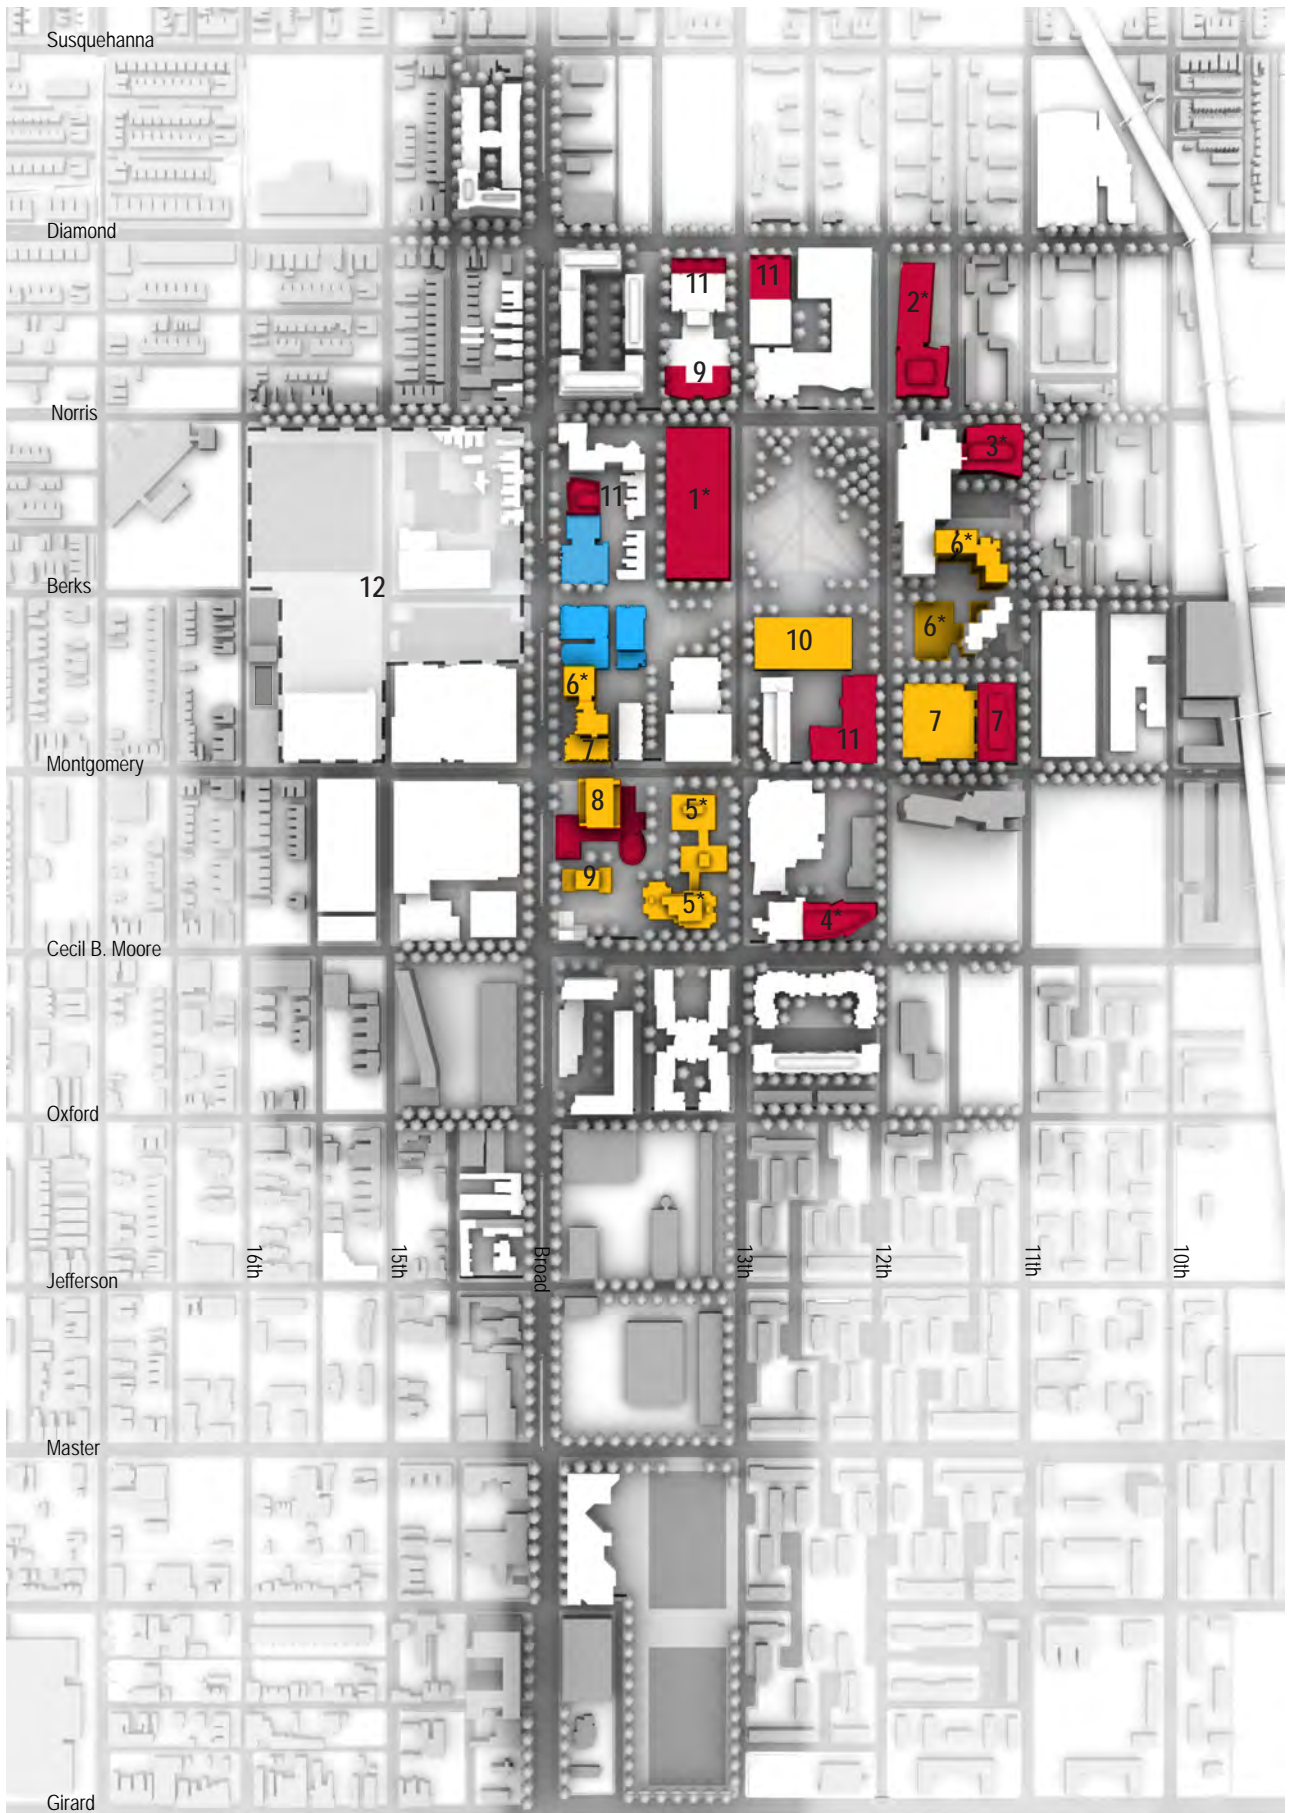 Susquehanna
Diamond
11
11
2*
9
Norris
3*
11
1*
6*
Berks
12
6*
10
6*
7
7
11
7
Montgomery
8
5*
9
5*
4*
Cecil B. Moore
Oxford
16th
15th
Broad
13th
12th
11th
10th
Jefferson
Master
Girard